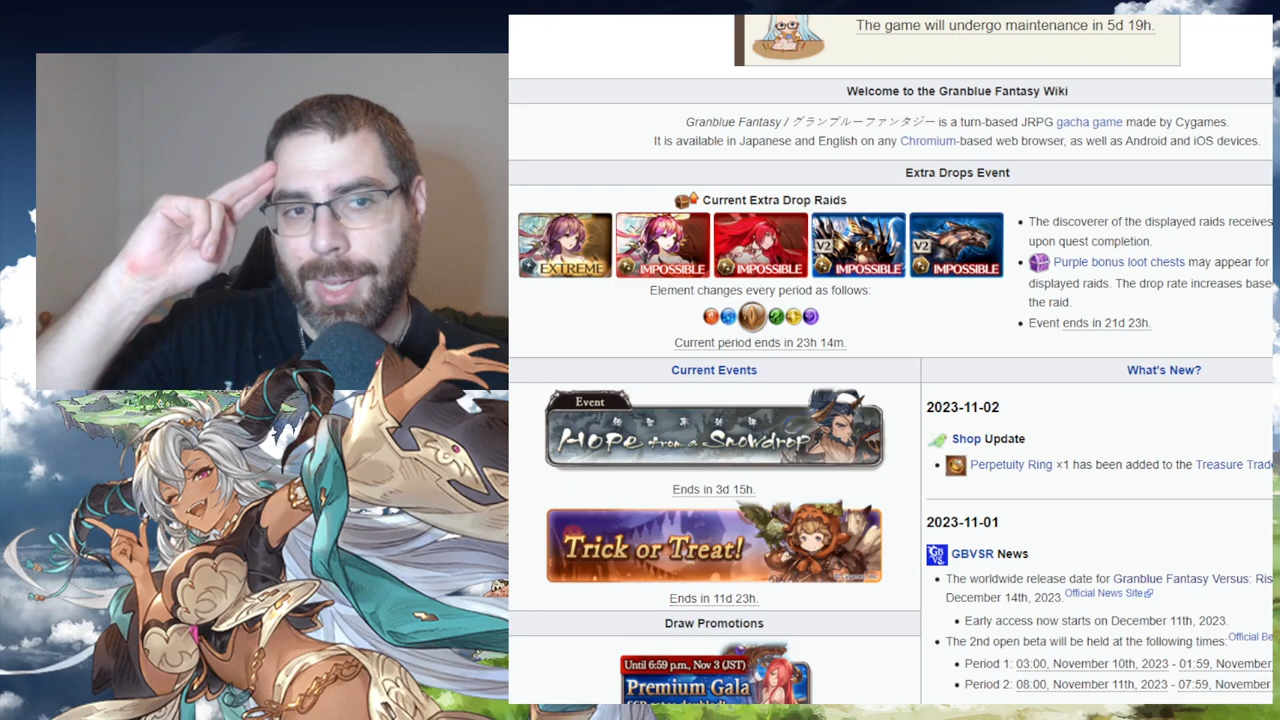 The game will undergo maintenance in 5d 19h.
Welcome to the Granblue Fantasy Wiki
Granblue Fantasy / グランブルーファンタジー is a turn-based JRPG gacha game made by Cygames.
It is available in Japanese and English on any Chromium-based web browser, as well as Android and iOS devices.
Extra Drops Event
Current Extra Drop Raids
EXTREME
IMPOSSIBLE
IMPOSSIBLE
V2
IMPOSSIBLE
V2
IMPOSSIBLE
Element changes every period as follows:
Current period ends in 23h 14m.
The discoverer of the displayed raids receives
upon quest completion.
Purple bonus loot chests may appear for
displayed raids. The drop rate increases base
the raid.
Event ends in 21d 23h.
Current Events
Event
Hope from a Snowdrop
Ends in 3d 15h.
Trick or Treat!
Ends in 11d 23h.
Draw Promotions
Until 6:59 p.m., Nov 3 (JST)
Premium Gala
What's New?
2023-11-02
Shop Update
Perpetuity Ring ×1 has been added to the Treasure Trad
2023-11-01
GBVSR News
The worldwide release date for Granblue Fantasy Versus: Ris
December 14th, 2023. Official News Site
Early access now starts on December 11th, 2023.
The 2nd open beta will be held at the following times. Official Be
Period 1: 03:00, November 10th, 2023 - 01:59, November
Period 2: 08:00, November 11th, 2023 - 07:59, November